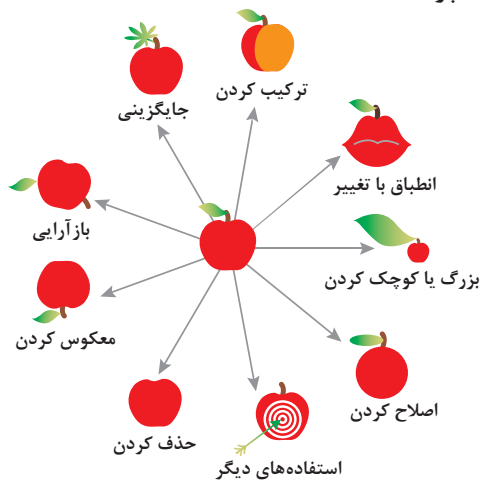 ترکیب کردن
جایگزینی
انطباق با تغییر
بازآرایی
بزرگ یا کوچک کردن
معکوس کردن
اصلاح کردن
حذف کردن
استفاده‌های دیگر